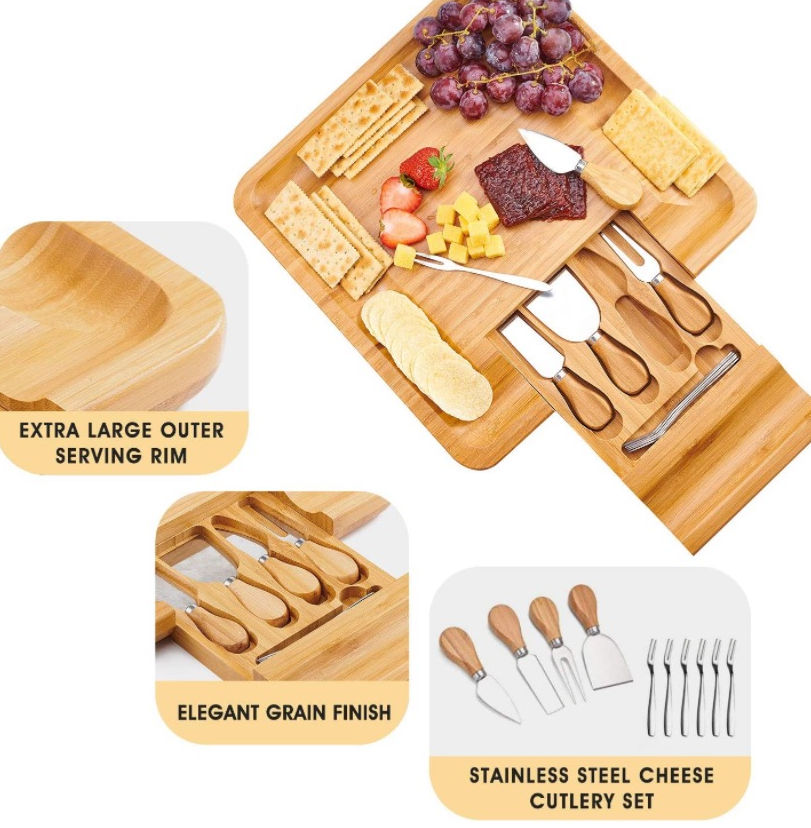 EXTRA LARGE OUTER
SERVING RIM
ELEGANT GRAIN FINISH
STAINLESS STEEL CHEESE
CUTLERY SET